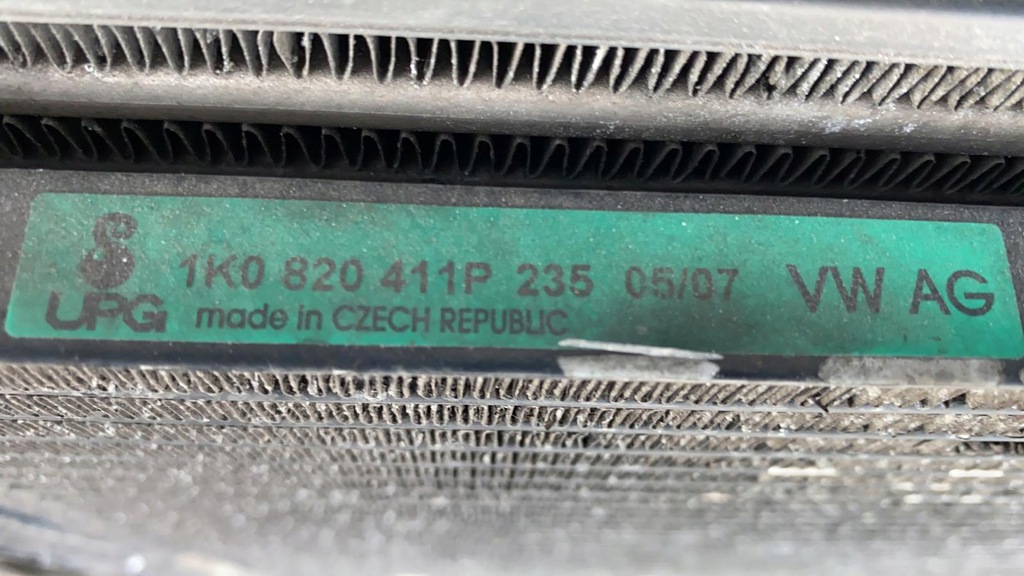 1K0 820 411P 235 05/07 VW AG
UPG made in CZECH REPUBLIC